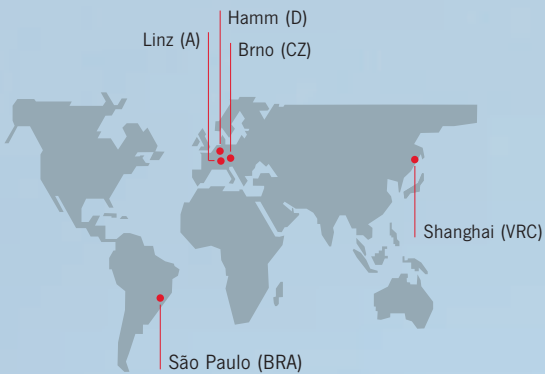 Hamm (D)
Linz (A)
Brno (CZ)
Shanghai (VRC)
São Paulo (BRA)